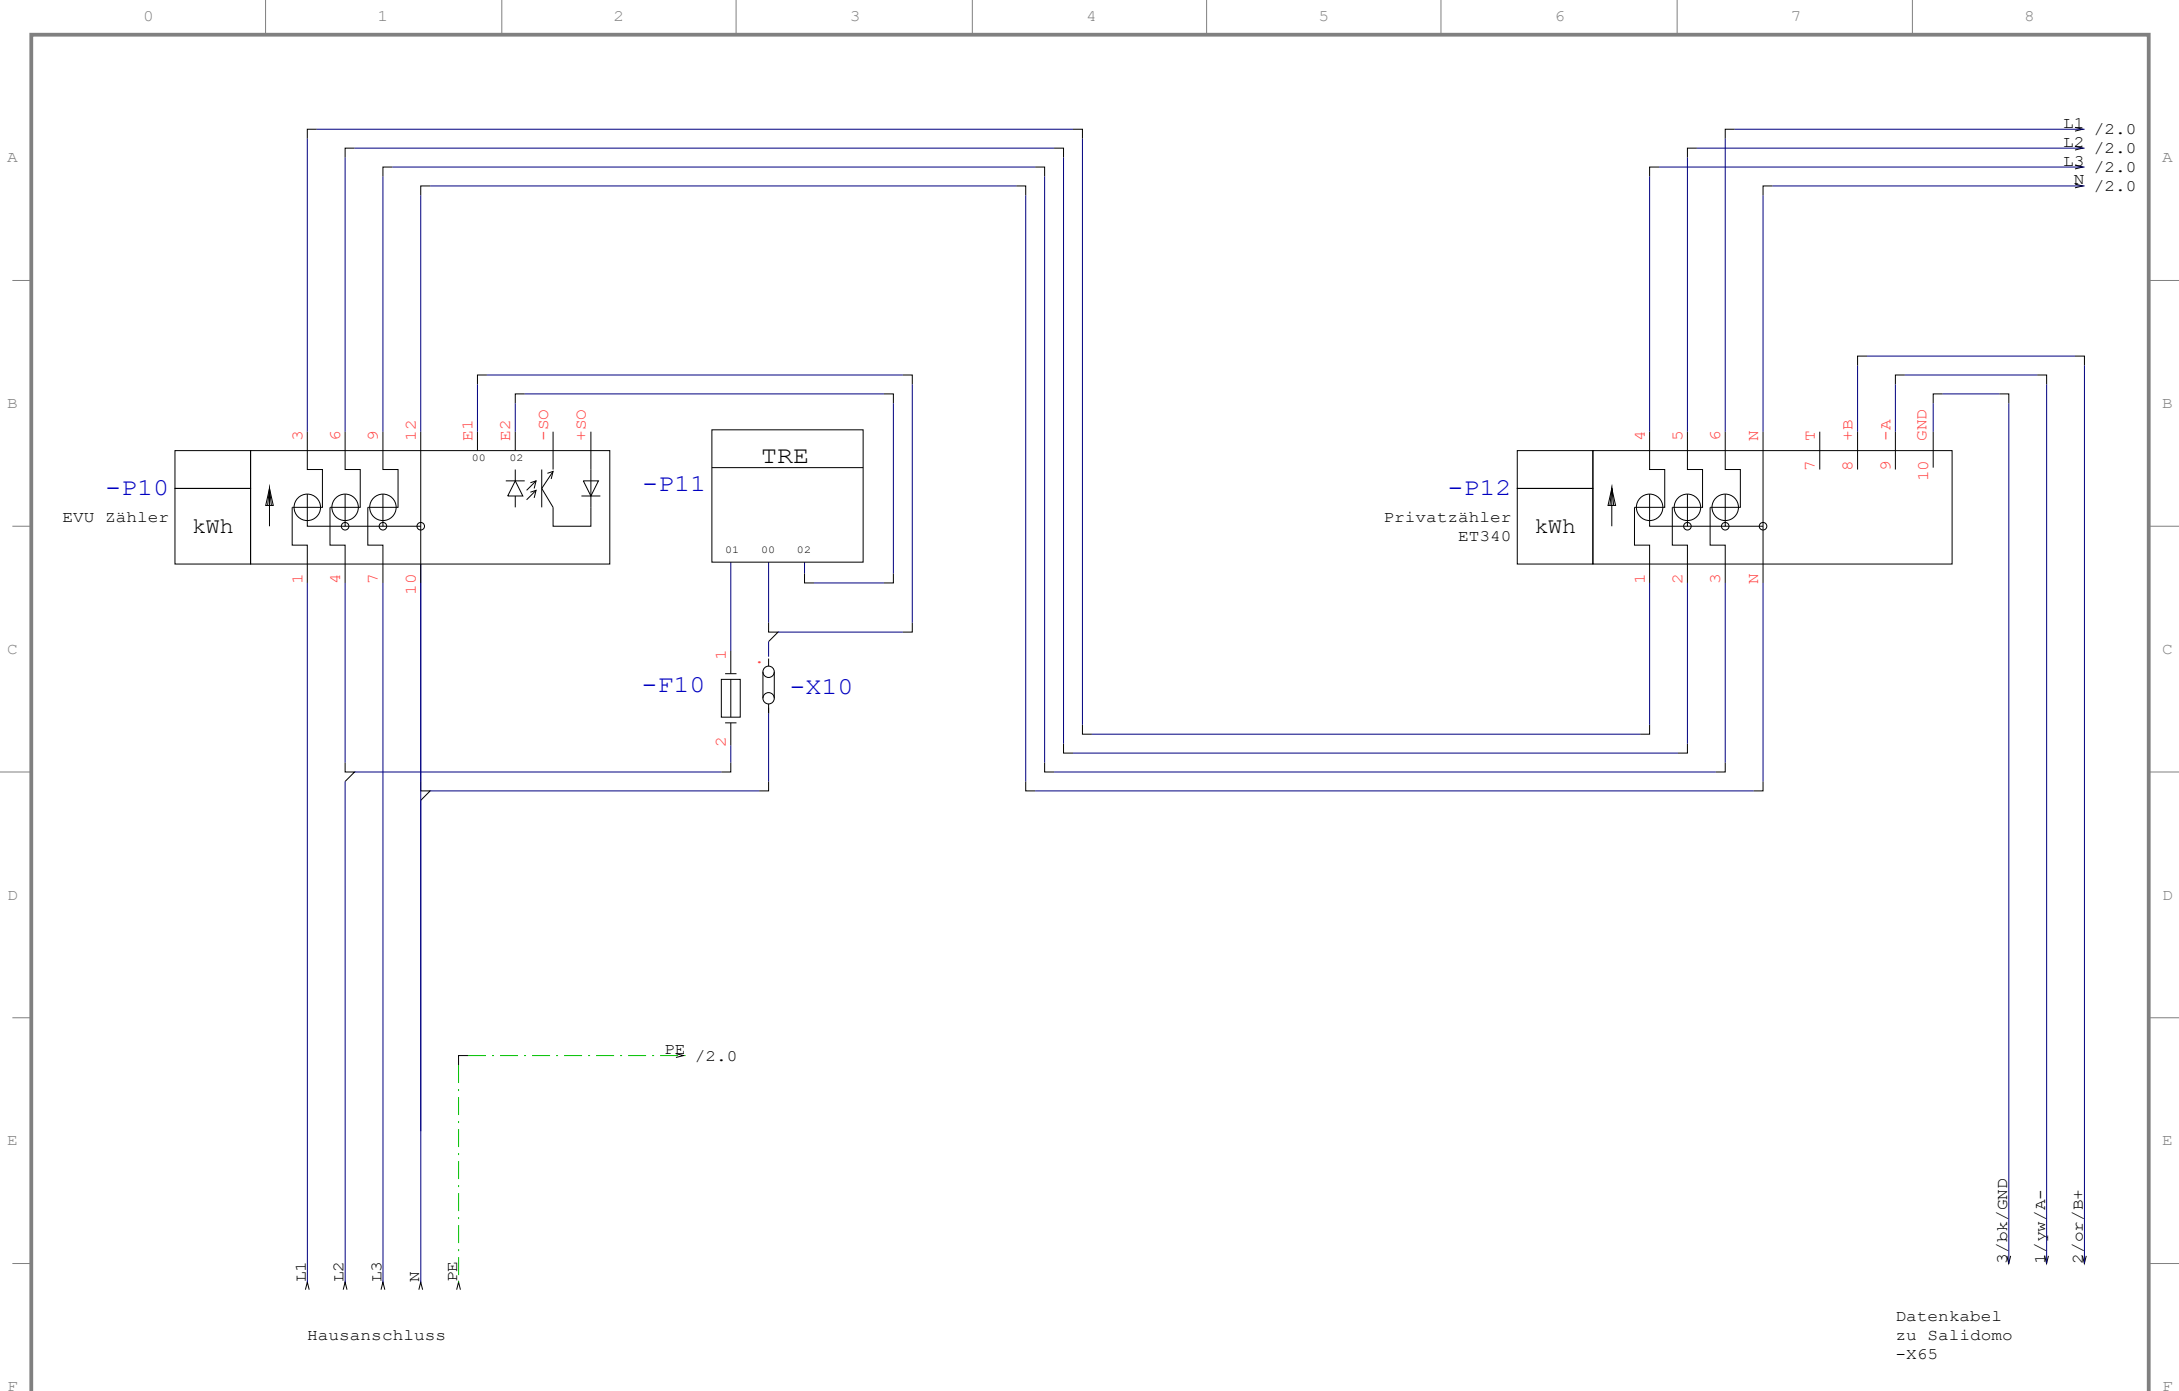 0 1 2 3 4 5 6 7 8
A
L1 /2.0
L2 /2.0
L3 /2.0
N /2.0
A
B
3 6 9 12 E1 E2 -SO +SO
00 02
-P10
EVU Zähler
kWh
1 4 7 10
TRE
-P11
01 00 02
4 5 6 N T +B -A GND
7 8 9 10
-P12
Privatzähler
ET340
kWh
1 2 3 N
B
C
1
-F10
2
-X10
C
D
D
PE /2.0
E
E
L1 L2 L3 N PE
Hausanschluss
3/bk/GND
1/yw/A-
2/or/B+
Datenkabel
zu Salidomo
-X65
F
F